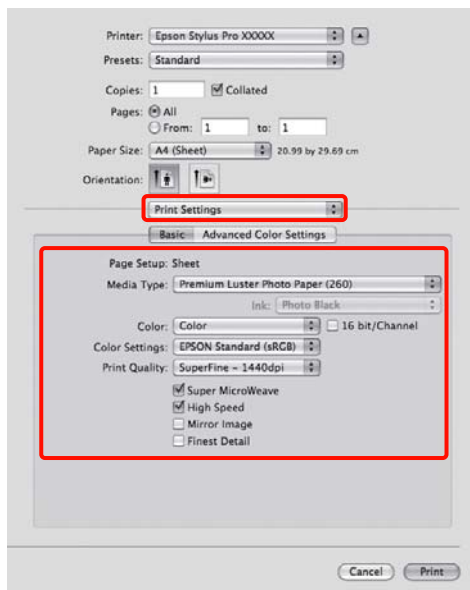 Printer: Epson Stylus Pro XXXXX
Presets: Standard
Copies: 1 Collated
Pages: All
From: 1 to: 1
Paper Size: A4 (Sheet) 20.99 by 29.69 cm
Orientation:
Print Settings
Basic Advanced Color Settings
Page Setup: Sheet
Media Type: Premium Luster Photo Paper (260)
Ink: Photo Black
Color: Color 16 bit/Channel
Color Settings: EPSON Standard (sRGB)
Print Quality: SuperFine - 1440dpi
Super MicroWeave
High Speed
Mirror Image
Finest Detail
Cancel Print